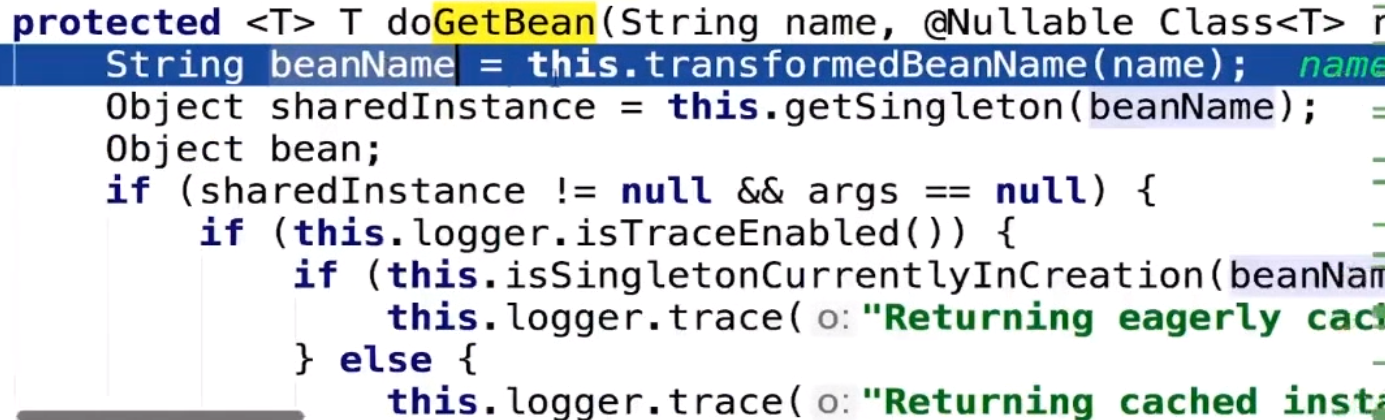 protected <T> T doGetBean(String name, @Nullable Class<T> r
String beanName = this.transformedBeanName(name); name
Object sharedInstance = this.getSingleton(beanName);
Object bean;
if (sharedInstance != null && args == null) {
if (this.logger.isTraceEnabled()) {
if (this.isSingletonCurrentlyInCreation(beanNam
this.logger.trace( o: "Returning eagerly cac
} else {
this.logger.trace( o: "Returning cached insta